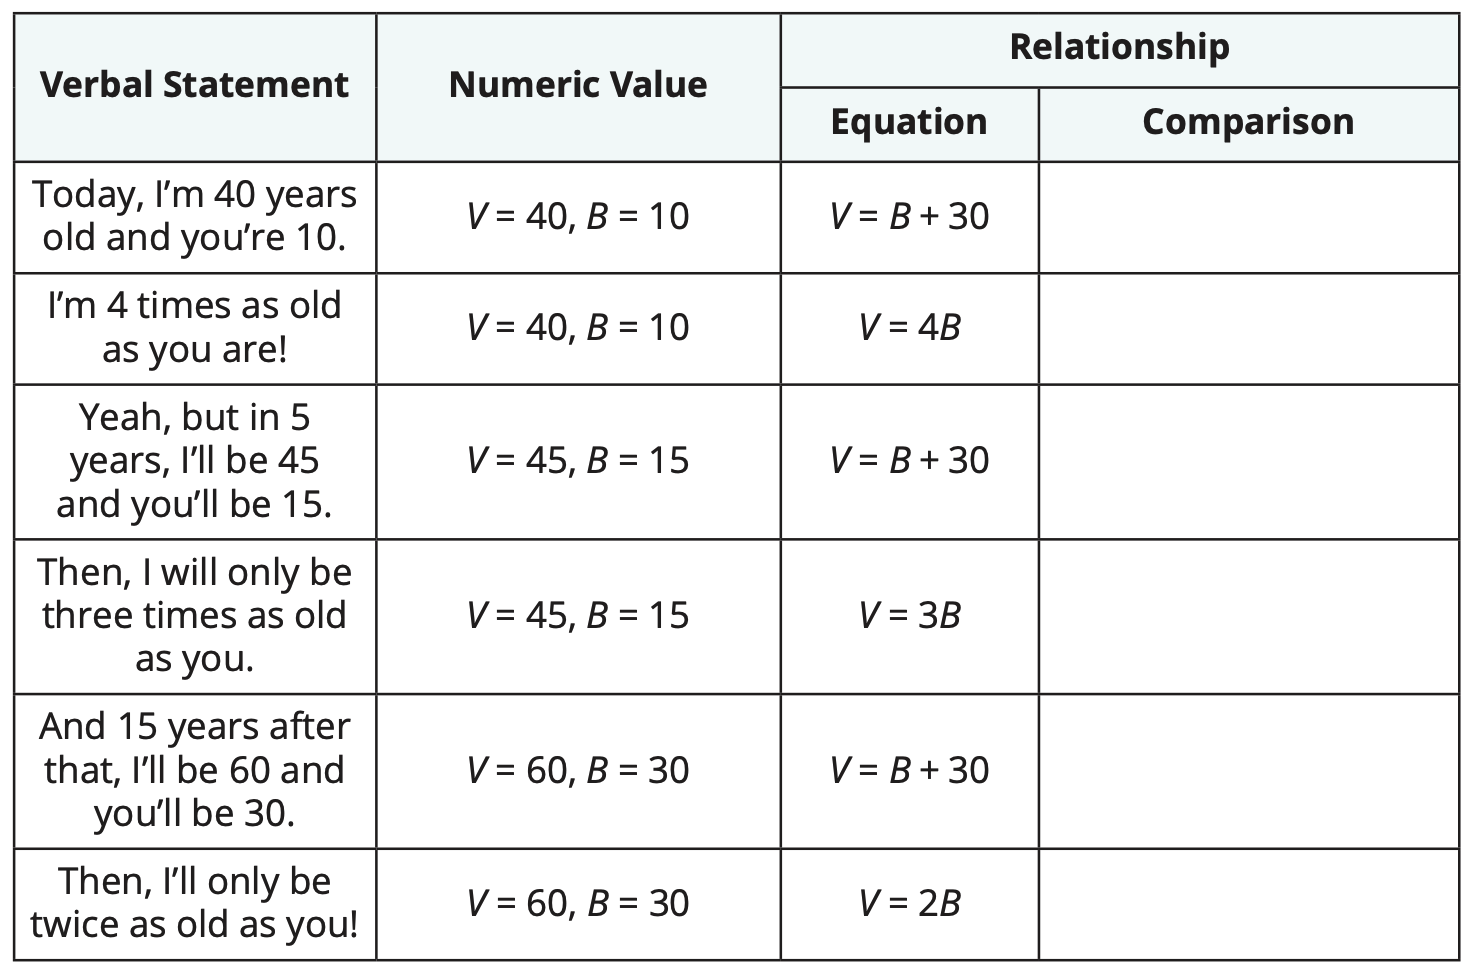 Verbal Statement
Numeric Value
Relationship
Equation
Comparison
Today, I’m 40 years
old and you’re 10.
V = 40, B = 10
V = B + 30
I’m 4 times as old
as you are!
V = 40, B = 10
V = 4B
Yeah, but in 5
years, I’ll be 45
and you’ll be 15.
V = 45, B = 15
V = B + 30
Then, I will only be
three times as old
as you.
V = 45, B = 15
V = 3B
And 15 years after
that, I’ll be 60 and
you’ll be 30.
V = 60, B = 30
V = B + 30
Then, I’ll only be
twice as old as you!
V = 60, B = 30
V = 2B